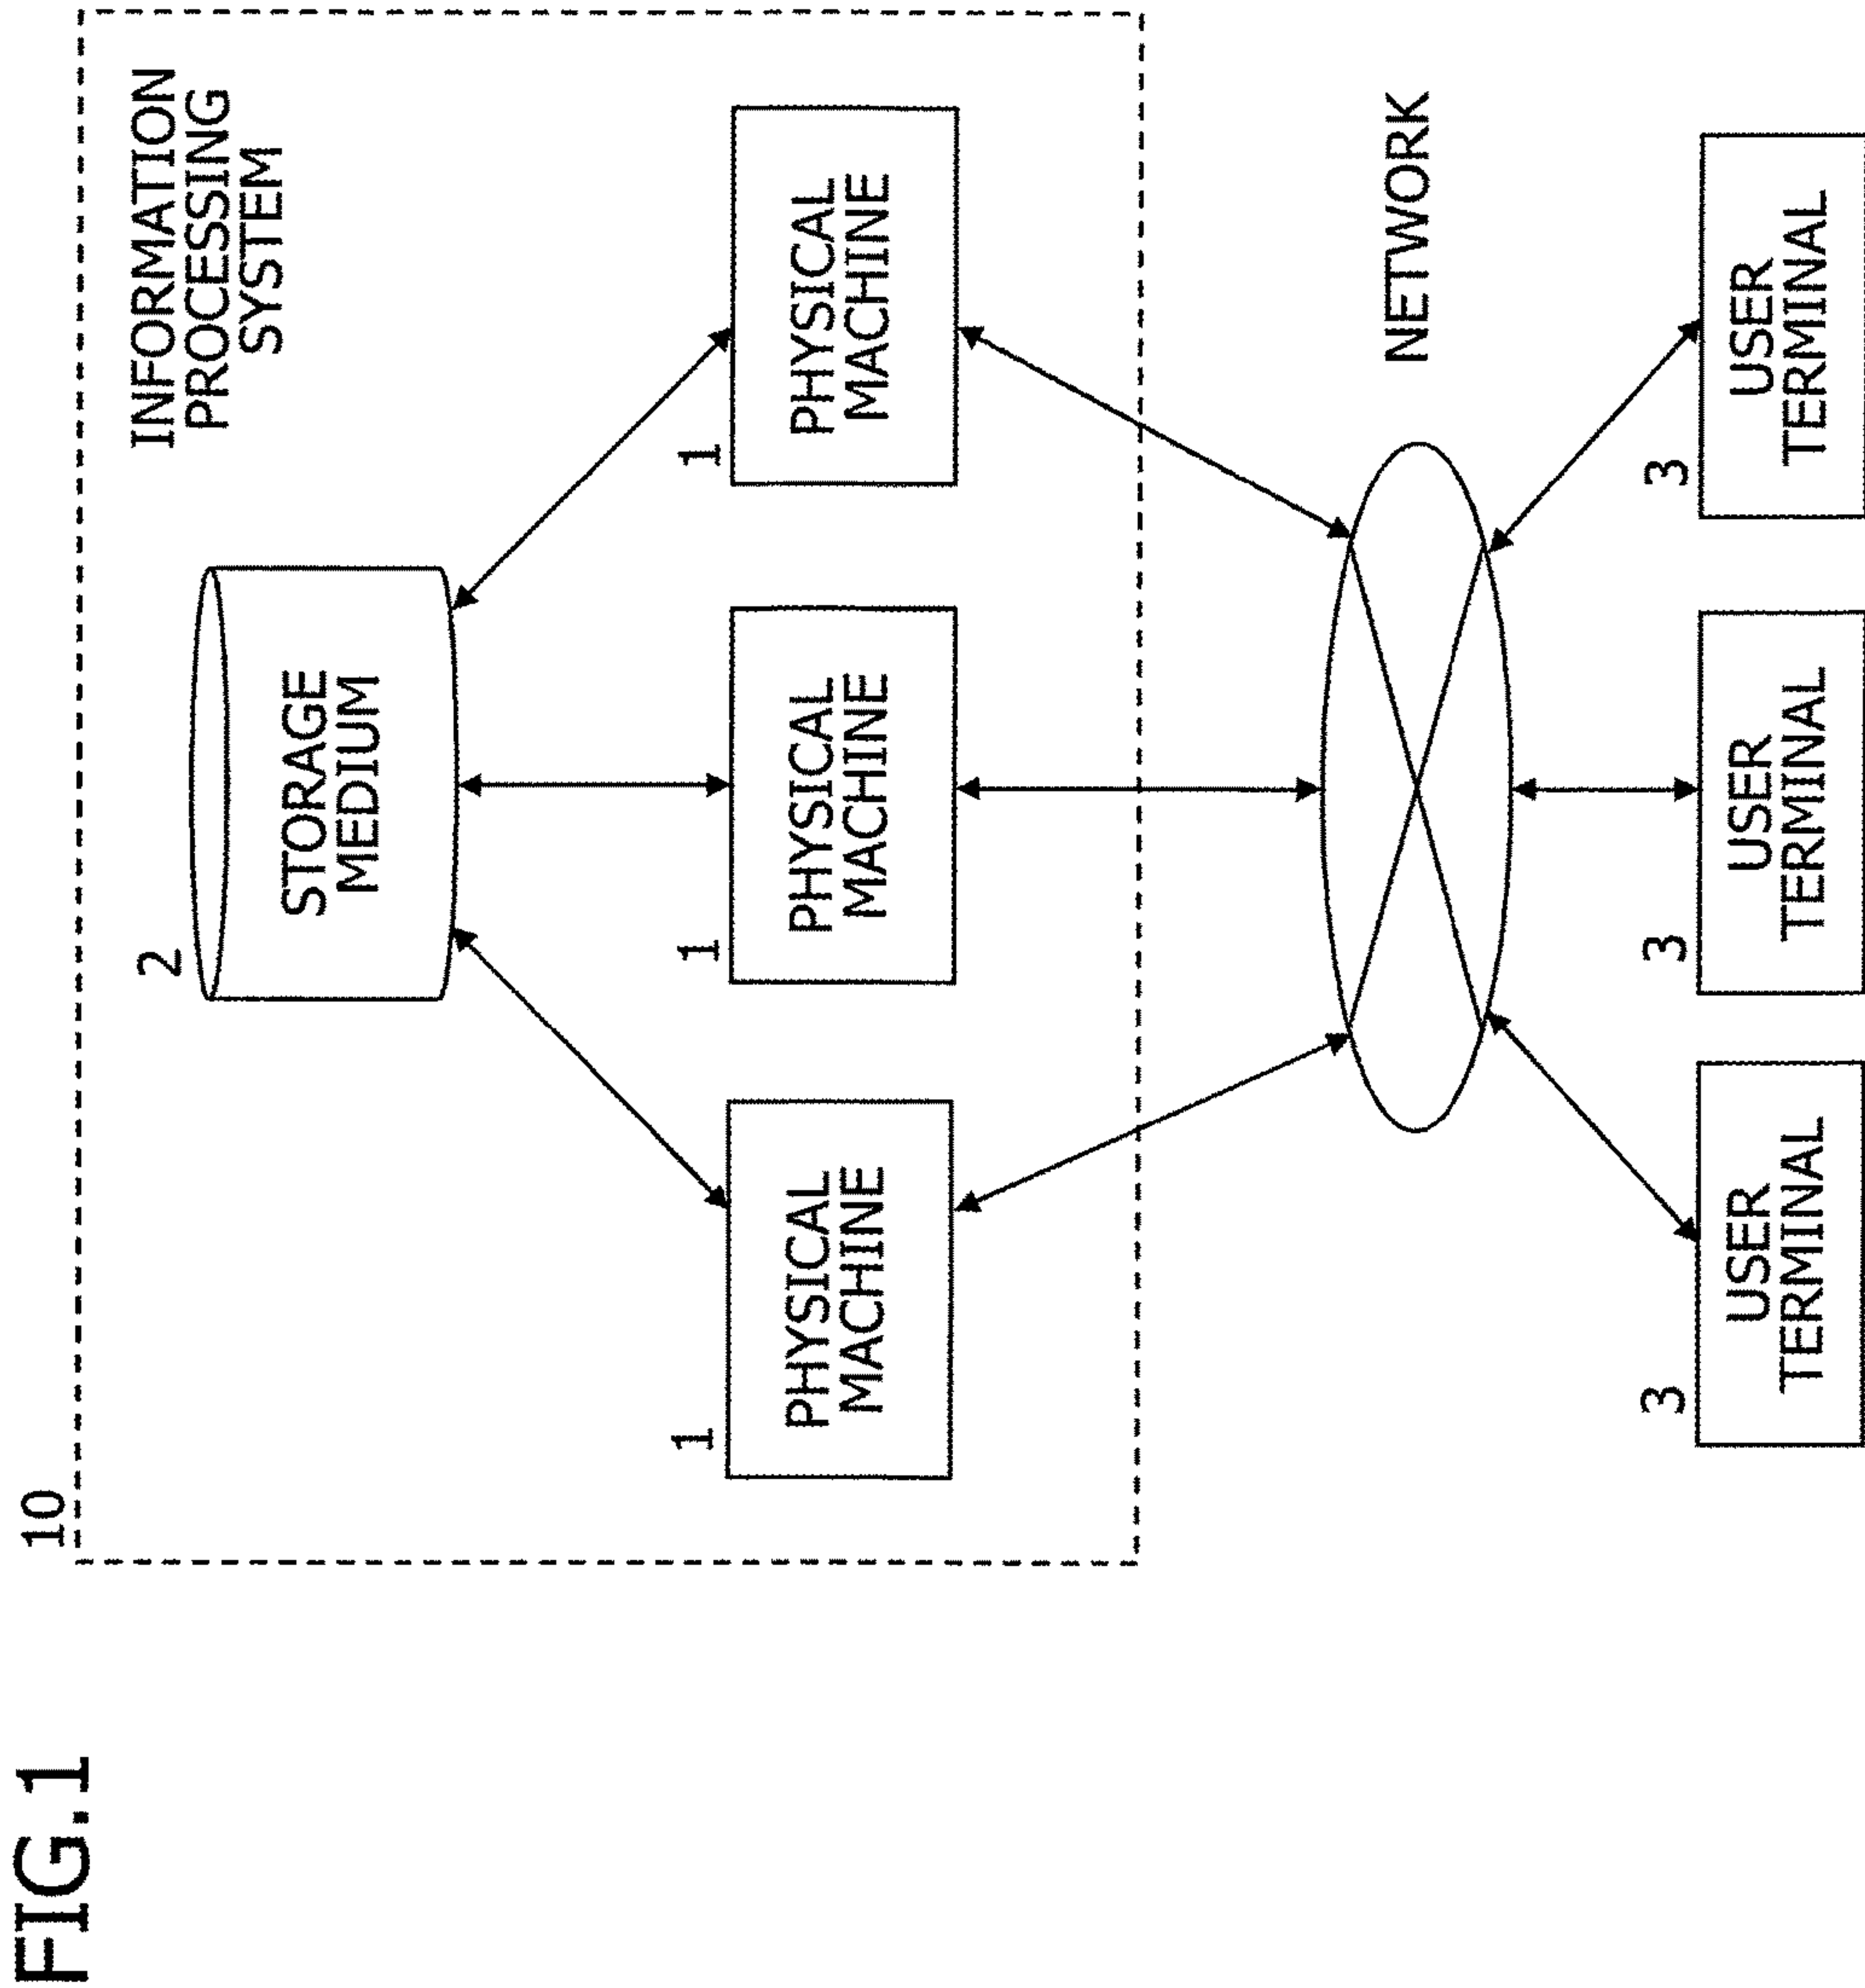 FIG.1
10
INFORMATION
PROCESSING
SYSTEM
2
STORAGE
MEDIUM
1
PHYSICAL
MACHINE
1
PHYSICAL
MACHINE
1
PHYSICAL
MACHINE
NETWORK
3
USER
TERMINAL
3
USER
TERMINAL
3
USER
TERMINAL